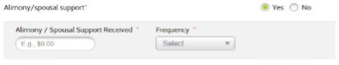 Alimony/spousal support* Yes No
Alimony / Spousal Support Received * Frequency *
E.g., $0.00 Select